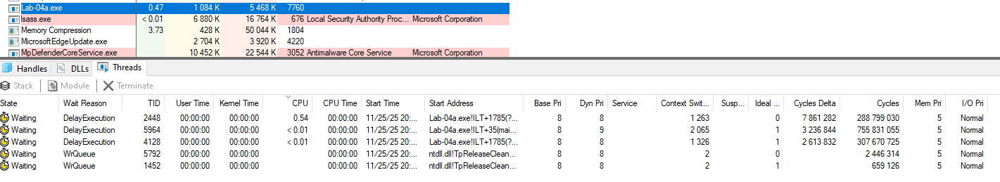 Lab-04a.exe 0.47 1 084 K 5 468 K 7760
lsass.exe < 0.01 6 880 K 16 764 K 676 Local Security Authority Proc... Microsoft Corporation
Memory Compression 3.73 428 K 50 044 K 1804
MicrosoftEdgeUpdate.exe 2 704 K 3 920 K 4220
MpDefenderCoreService.exe 10 452 K 22 544 K 3052 Antimalware Core Service Microsoft Corporation
Handles DLLs Threads
Stack Module Terminate
State Wait Reason TID User Time Kernel Time CPU CPU Time Start Time Start Address Base Pri Dyn Pri Service Context Swit... Susp... Ideal ... Cycles Delta Cycles Mem Pri I/O Pri
Waiting DelayExecution 2448 00:00:00 00:00:00 0.54 00:00:00 11/25/25 20:... Lab-04a.exe!ILT+1785(?... 8 8 1 263 0 7 861 282 288 799 030 5 Normal
Waiting DelayExecution 5964 00:00:00 00:00:00 < 0.01 00:00:00 11/25/25 20:... Lab-04a.exe!ILT+35(mai... 8 9 2 065 1 3 236 844 755 831 055 5 Normal
Waiting DelayExecution 4128 00:00:00 00:00:00 < 0.01 00:00:00 11/25/25 20:... Lab-04a.exe!ILT+1785(?... 8 8 1 326 1 2 613 832 307 670 725 5 Normal
Waiting WrQueue 5792 00:00:00 00:00:00 00:00:00 11/25/25 20:... ntdll.dll!TpReleaseClean... 8 8 2 0 2 446 314 5 Normal
Waiting WrQueue 1452 00:00:00 00:00:00 00:00:00 11/25/25 20:... ntdll.dll!TpReleaseClean... 8 8 2 1 659 126 5 Normal